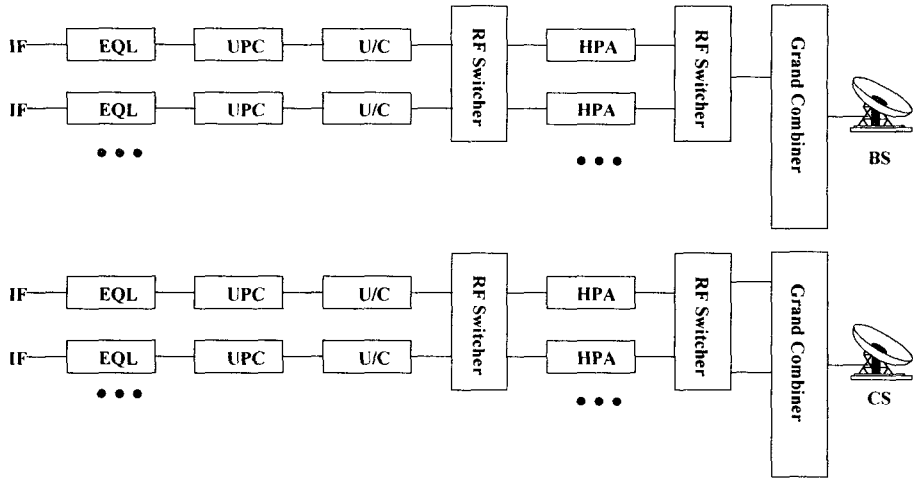 IF EQL UPC U/C RF Switcher HPA RF Switcher Grand Combiner
IF EQL UPC U/C HPA
BS
IF EQL UPC U/C RF Switcher HPA RF Switcher Grand Combiner
IF EQL UPC U/C HPA
CS